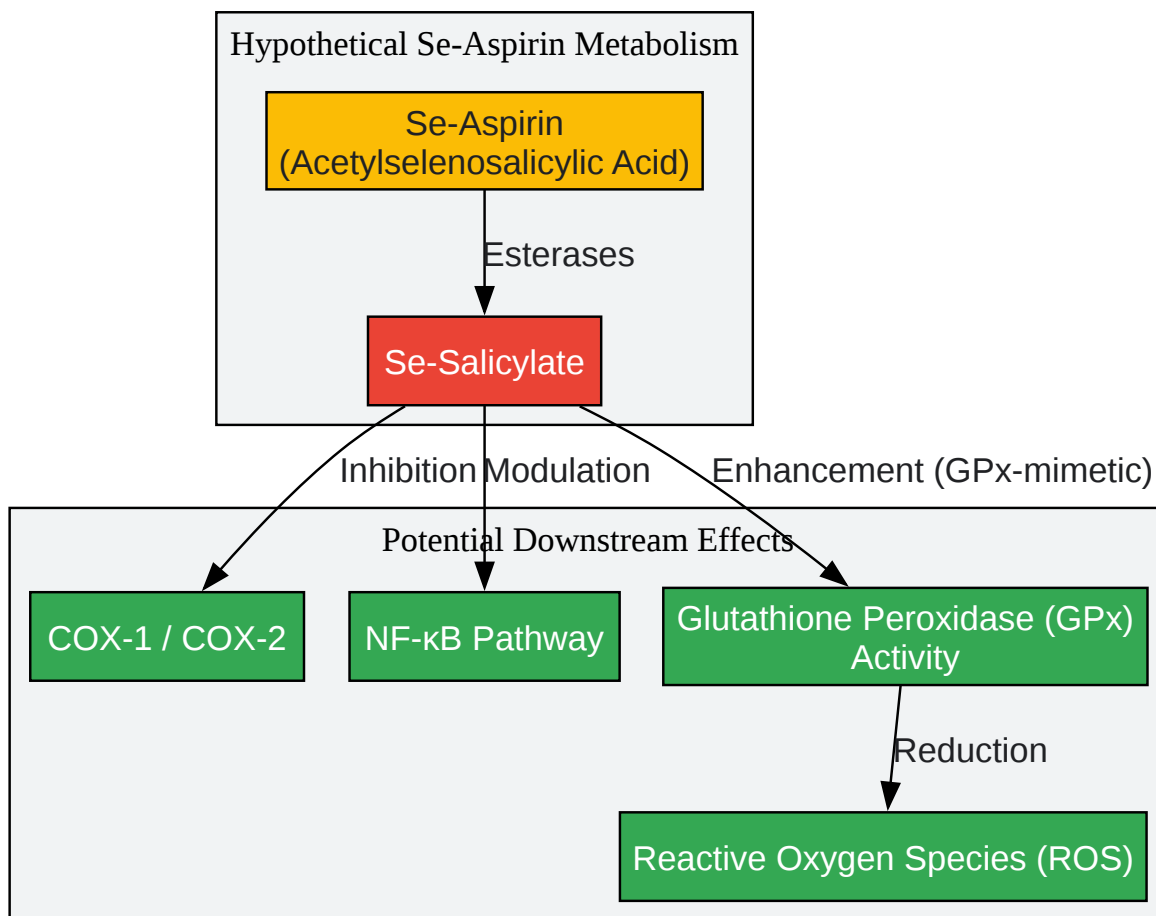 Hypothetical Se-Aspirin Metabolism
Se-Aspirin
(Acetylselenosalicylic Acid)
Esterases
Se-Salicylate
Inhibition
Modulation
Enhancement (GPx-mimetic)
Potential Downstream Effects
COX-1 / COX-2
NF-κB Pathway
Glutathione Peroxidase (GPx)
Activity
Reduction
Reactive Oxygen Species (ROS)